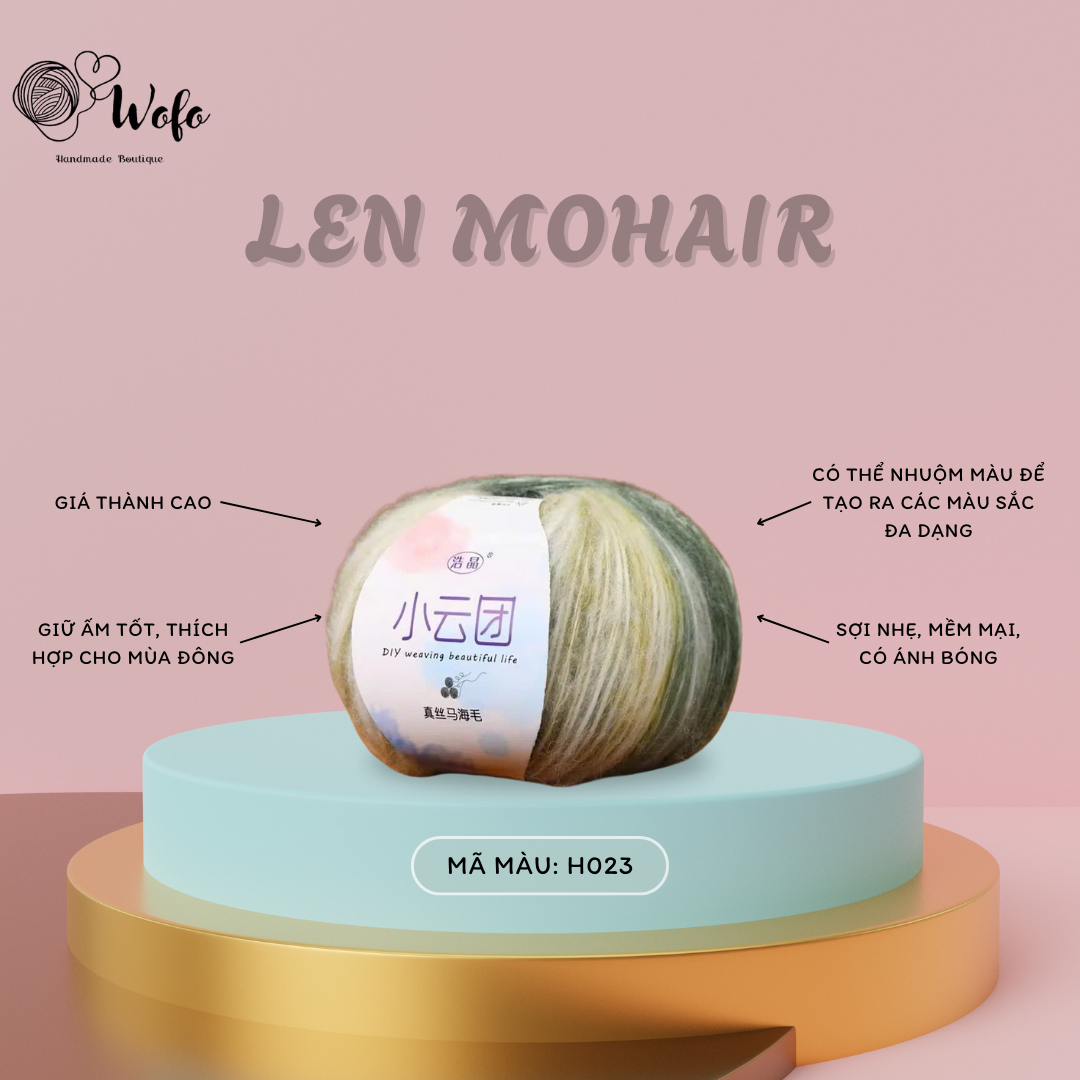 Wofo
Handmade Boutique
LEN MOHAIR
GIÁ THÀNH CAO
CÓ THỂ NHUỘM MÀU ĐỂ
TẠO RA CÁC MÀU SẮC
ĐA DẠNG
GIỮ ẤM TỐT, THÍCH
HỢP CHO MÙA ĐÔNG
SỢI NHẸ, MỀM MẠI,
CÓ ÁNH BÓNG
浩晶®
小云团
DIY weaving beautiful life
真丝马海毛
MÃ MÀU: H023